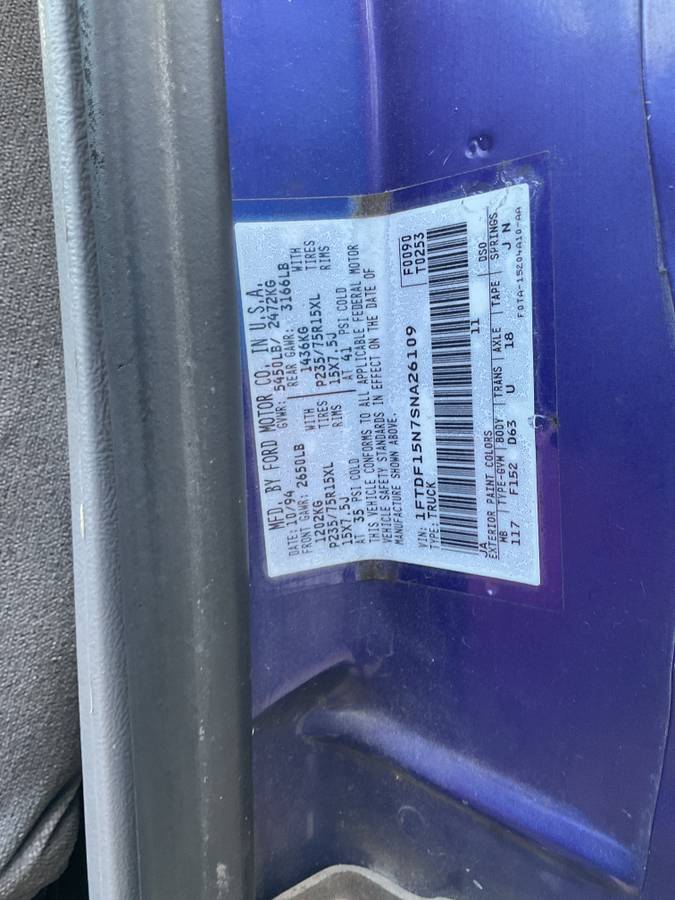 MFD. BY FORD MOTOR CO. IN U.S.A.
DATE: 10/94 GVWR: 5450LB/ 2472KG
FRONT GAWR: 2650LB REAR GAWR: 3166LB
1202KG WITH 1436KG WITH
P235/75R15XL TIRES P235/75R15XL TIRES
15X7.5J RIMS 15X7.5J RIMS
AT 35 PSI COLD AT 41 PSI COLD
THIS VEHICLE CONFORMS TO ALL APPLICABLE FEDERAL MOTOR
VEHICLE SAFETY STANDARDS IN EFFECT ON THE DATE OF
MANUFACTURE SHOWN ABOVE.
F0090
T0253
VIN: 1FTDF15N7SNA26109
TYPE: TRUCK
11
JA DSO
EXTERIOR PAINT COLORS
WB TYPE-GVW BODY TRANS AXLE TAPE SPRINGS
117 F152 D63 U 18 J N
FOTA-15204A10-AA